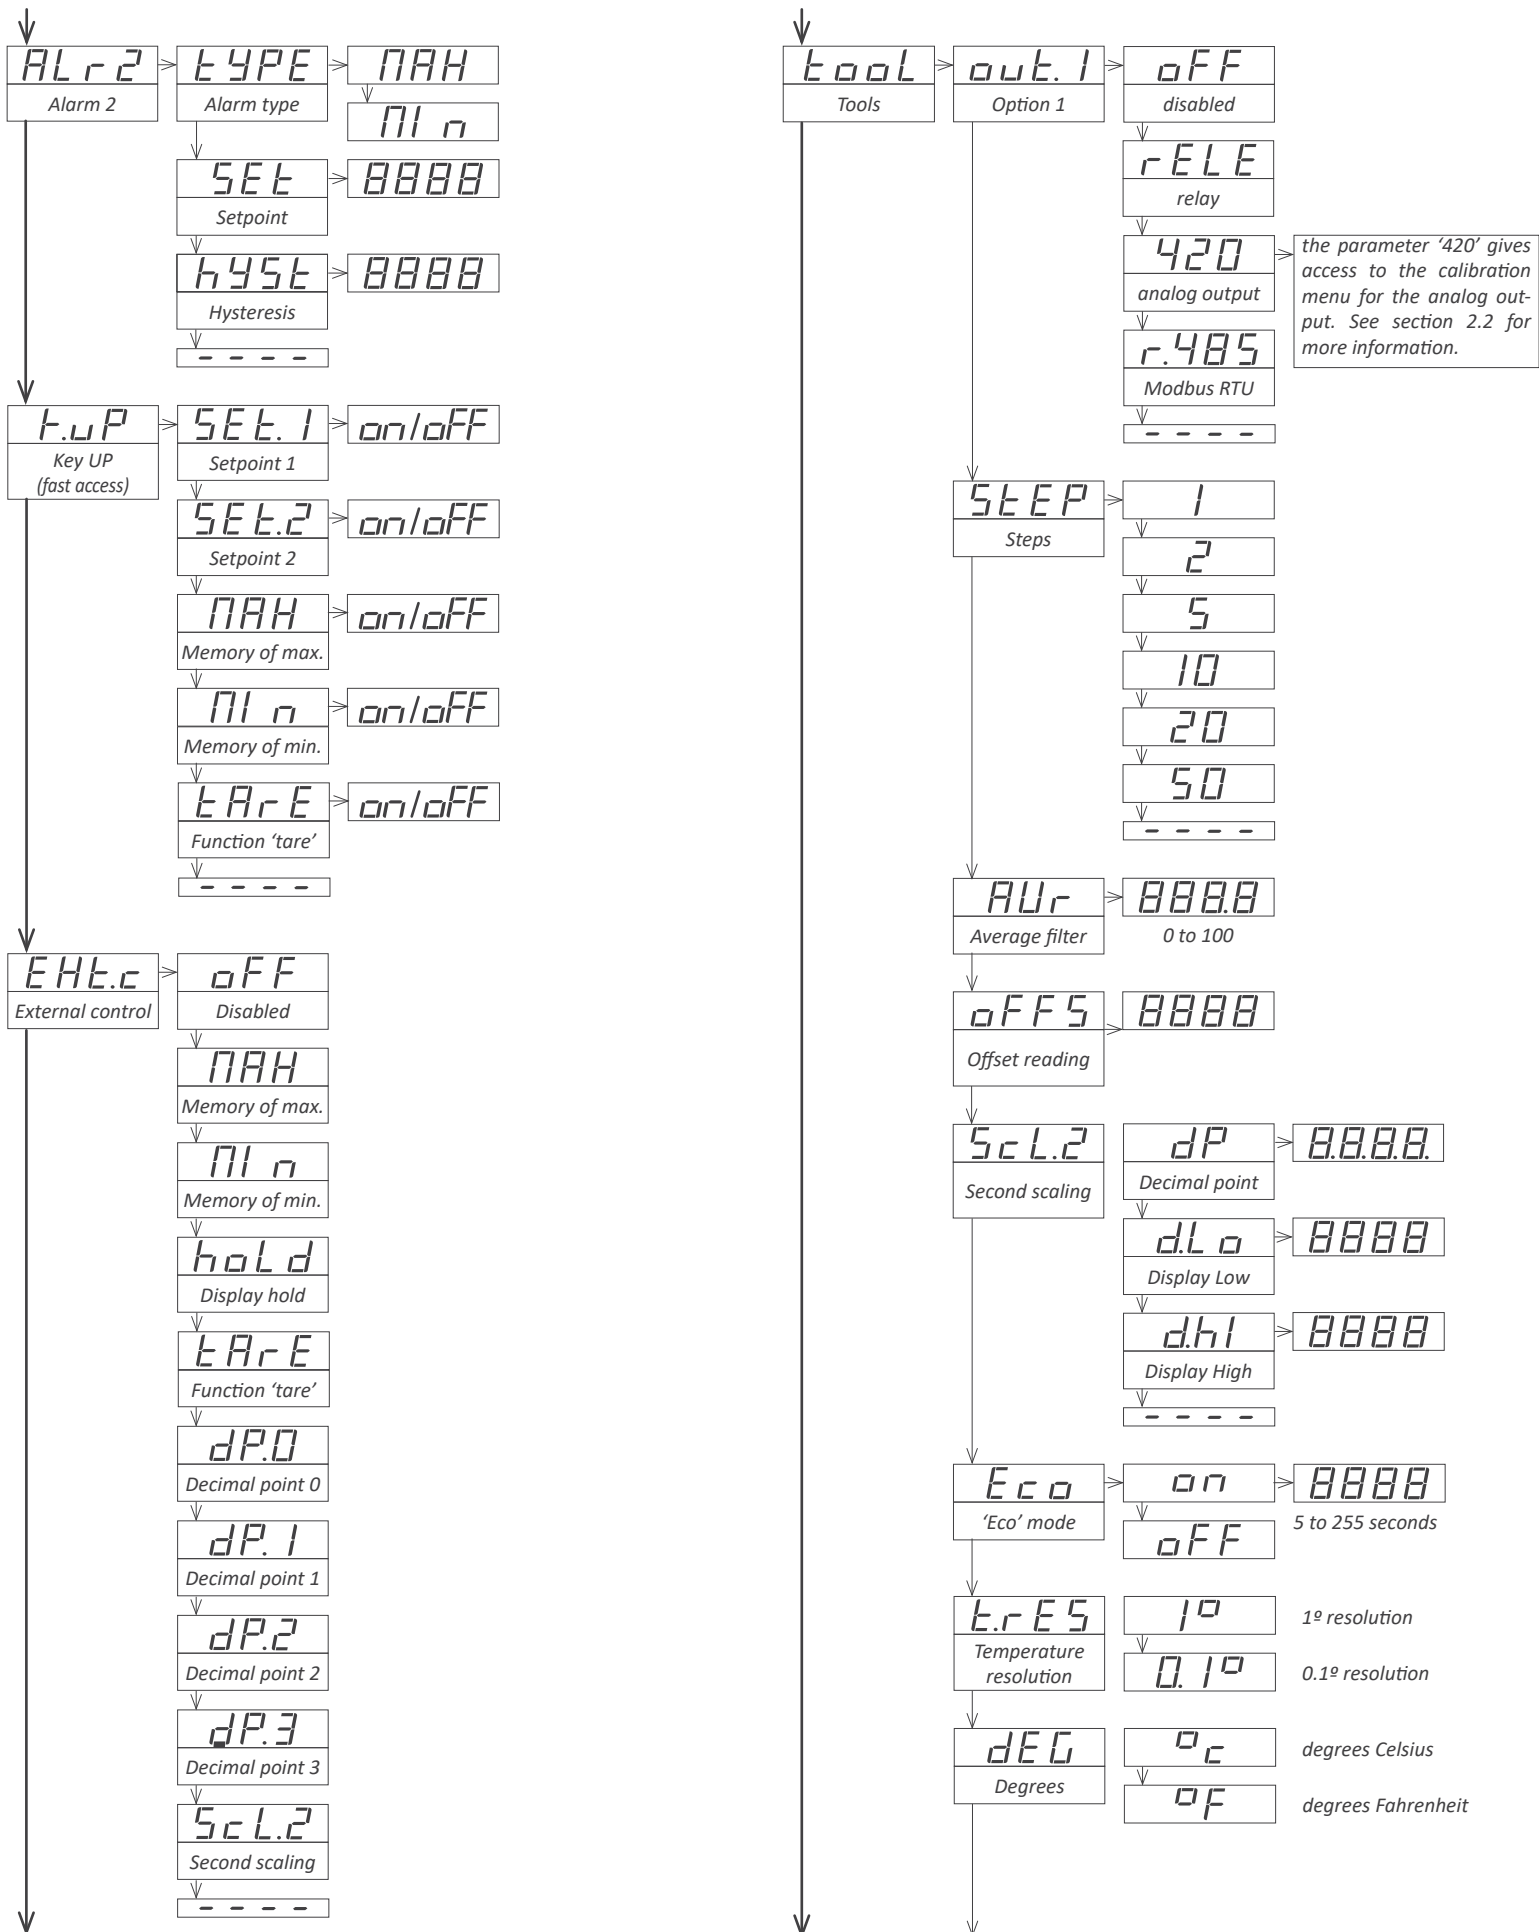 ALr2
Alarm 2
tYPE
Alarm type
MAH
MIn
SEt
Setpoint
8888
hYSt
Hysteresis
8888
- - - -
k.uP
Key UP
(fast access)
SEt.1
Setpoint 1
on/oFF
SEt.2
Setpoint 2
on/oFF
MAH
Memory of max.
on/oFF
MIn
Memory of min.
on/oFF
tArE
Function ‘tare’
on/oFF
- - - -
EHt.c
External control
oFF
Disabled
MAH
Memory of max.
MIn
Memory of min.
hoLd
Display hold
tArE
Function ‘tare’
dP.0
Decimal point 0
dP.1
Decimal point 1
dP.2
Decimal point 2
dP.3
Decimal point 3
ScL.2
Second scaling
- - - -
tooL
Tools
out.1
Option 1
oFF
disabled
rELE
relay
420
analog output
the parameter ‘420’ gives
access to the calibration
menu for the analog out-
put. See section 2.2 for
more information.
r.485
Modbus RTU
- - - -
StEP
Steps
1
2
5
10
20
50
- - - -
AUr
Average filter
888.8
0 to 100
oFFS
Offset reading
8888
ScL.2
Second scaling
dP
Decimal point
8.8.8.8.
d.Lo
Display Low
8888
d.hI
Display High
8888
- - - -
Eco
‘Eco’ mode
on
8888
5 to 255 seconds
oFF
t.rES
Temperature
resolution
1º
1º resolution
0.1º
0.1º resolution
dEG
Degrees
ºc
degrees Celsius
ºF
degrees Fahrenheit